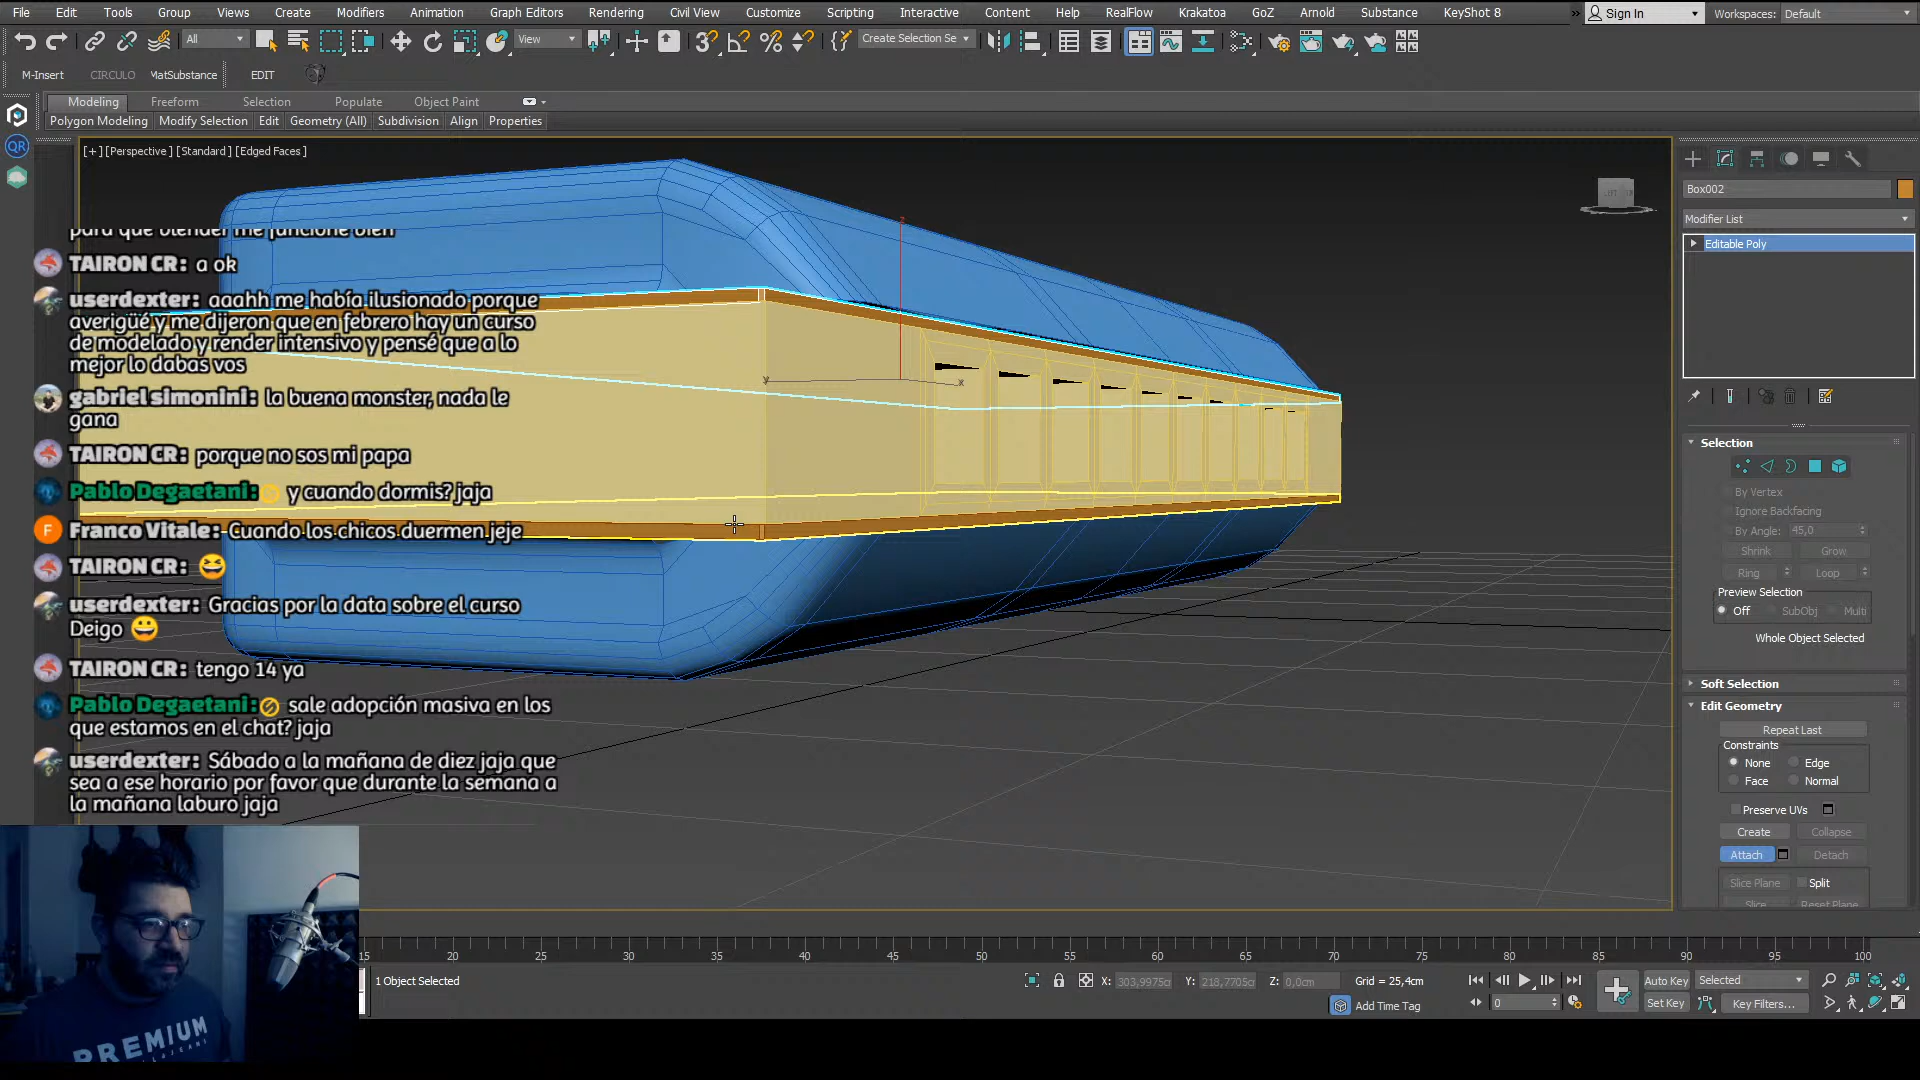 File Edit Tools Group Views Create Modifiers Animation Graph Editors Rendering Civil View Customize Scripting Interactive Content Help RealFlow Krakatoa GoZ Arnold Substance KeyShot 8 Sign In Workspaces: Default
All View Create Selection Se
M-Insert CIRCULO MatSubstance EDIT
Modeling Freeform Selection Populate Object Paint
Polygon Modeling Modify Selection Edit Geometry (All) Subdivision Align Properties
QR
[+] [Perspective] [Standard] [Edged Faces]
Box002
Modifier List
Editable Poly
para que blender me funcione bien
TAIRON CR: a ok
userdexter: aaahh me había ilusionado porque
averigüé y me dijeron que en febrero hay un curso
de modelado y render intensivo y pensé que a lo
mejor lo dabas vos
gabriel simonini: la buena monster, nada le
gana
TAIRON CR: porque no sos mi papa
Pablo Degaetani: y cuando dormis? jaja
Franco Vitale: Cuando los chicos duermen jeje
TAIRON CR: 😆
userdexter: Gracias por la data sobre el curso
Deigo 😀
TAIRON CR: tengo 14 ya
Pablo Degaetani: sale adopción masiva en los
que estamos en el chat? jaja
userdexter: Sábado a la mañana de diez jaja que
sea a ese horario por favor que durante la semana a
la mañana laburo jaja
z
y
x
Selection
By Vertex
Ignore Backfacing
By Angle: 45,0
Shrink Grow
Ring Loop
Preview Selection
Off SubObj Multi
Whole Object Selected
Soft Selection
Edit Geometry
Repeat Last
Constraints
None Edge
Face Normal
Preserve UVs
Create Collapse
Attach Detach
Slice Plane Split
Slice Reset Plane
PREMIUM
15 20 25 30 35 40 45 50 55 60 65 70 75 80 85 90 95 100
1 Object Selected X: 303,9975c Y: 218,7705c Z: 0,0cm Grid = 25,4cm Auto Key Selected
Add Time Tag 0 Set Key Key Filters...